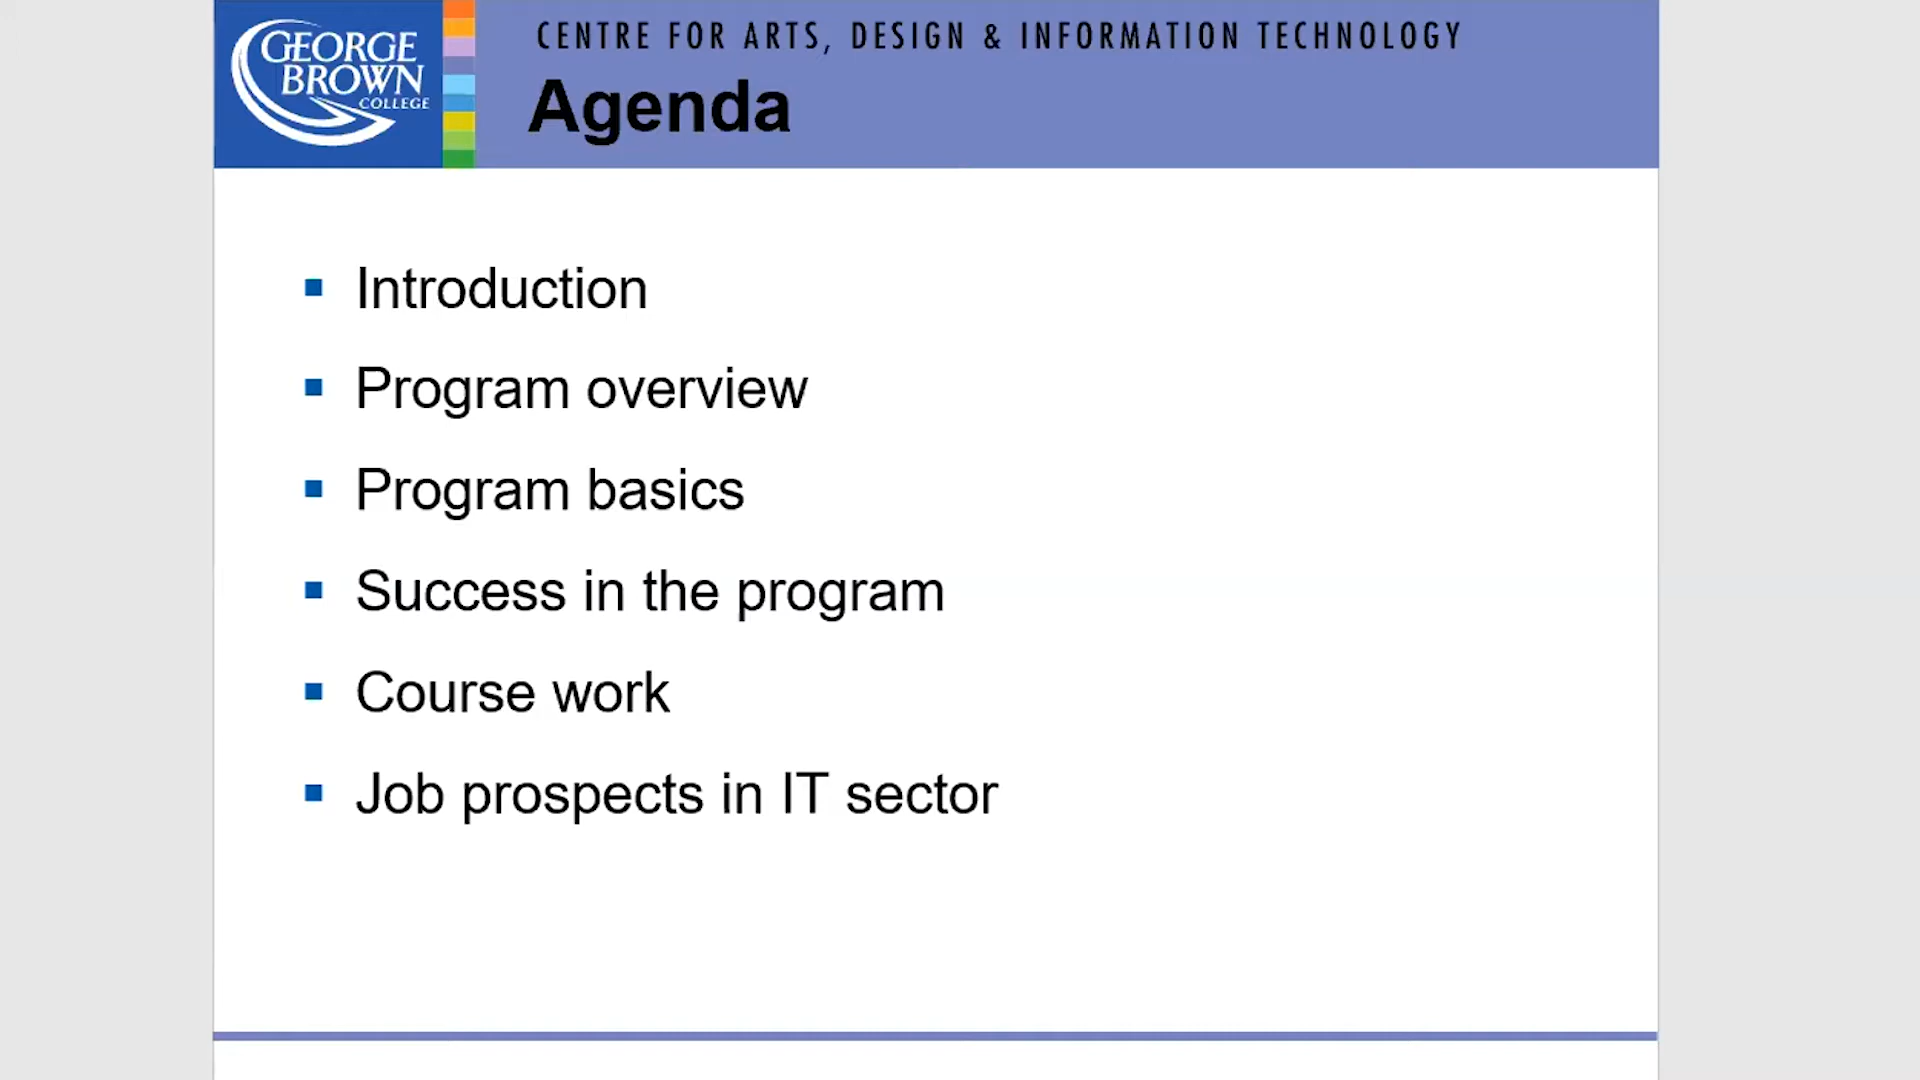 GEORGE
BROWN
COLLEGE
CENTRE FOR ARTS, DESIGN & INFORMATION TECHNOLOGY
Agenda
Introduction
Program overview
Program basics
Success in the program
Course work
Job prospects in IT sector